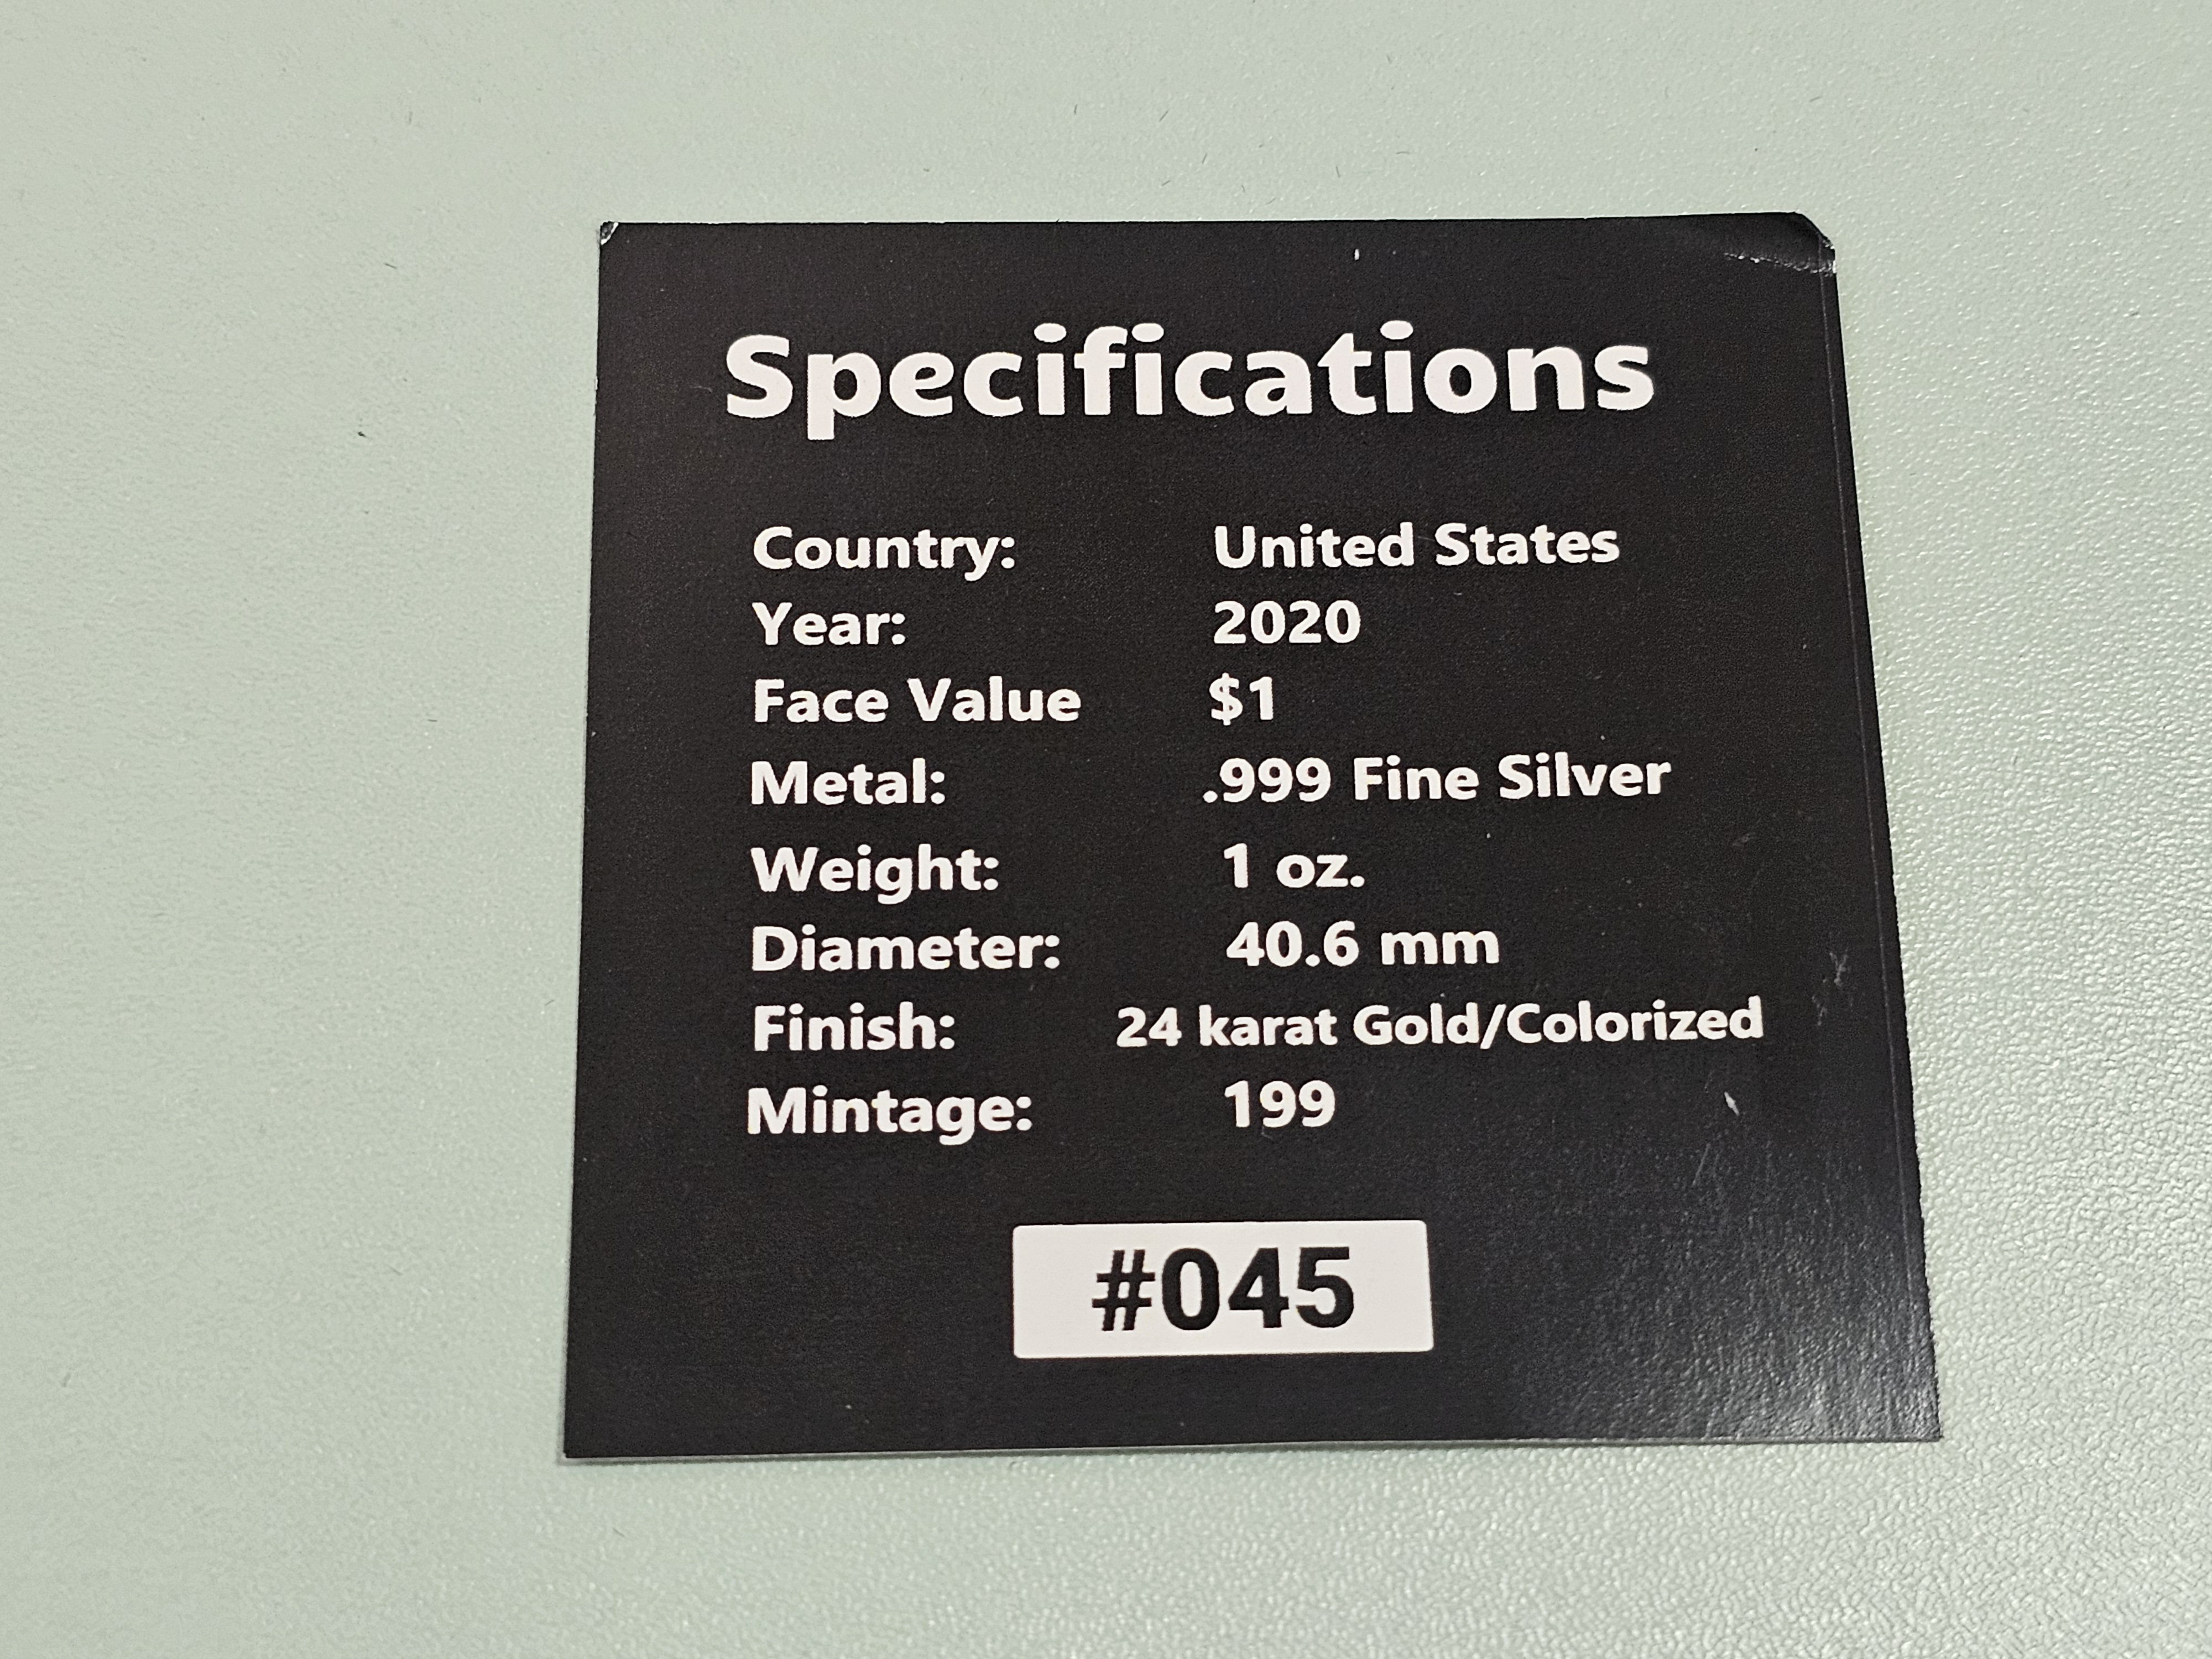 Specifications
Country: United States
Year: 2020
Face Value $1
Metal: .999 Fine Silver
Weight: 1 oz.
Diameter: 40.6 mm
Finish: 24 karat Gold/Colorized
Mintage: 199
#045